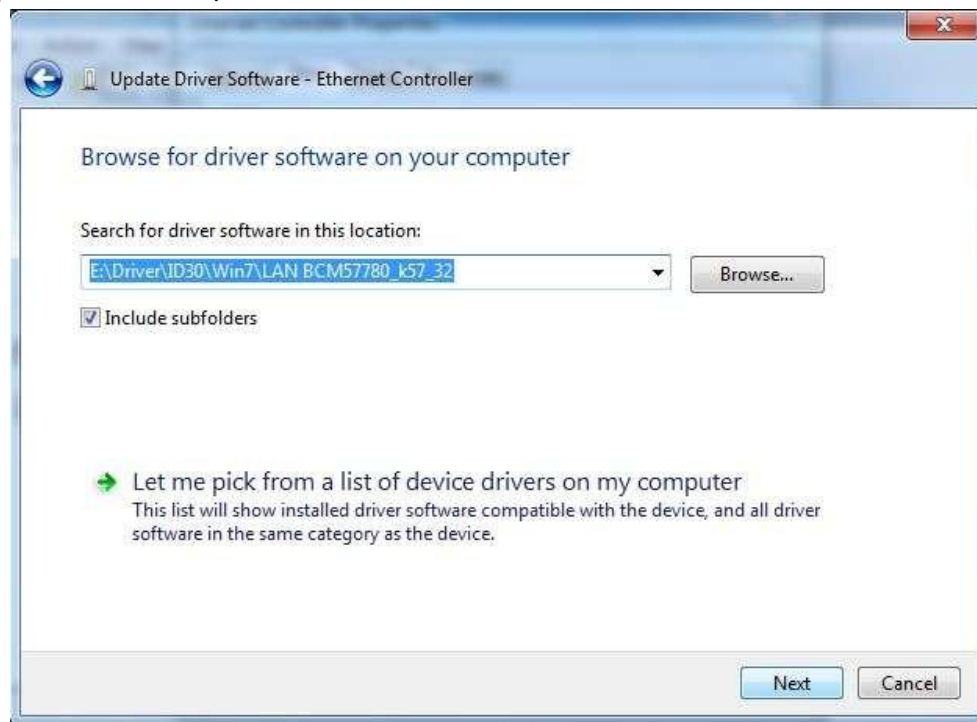 Update Driver Software - Ethernet Controller
Browse for driver software on your computer
Search for driver software in this location:
E:\Driver\ID30\Win7\LAN BCM57780_k57_32
Browse...
Include subfolders
Let me pick from a list of device drivers on my computer
This list will show installed driver software compatible with the device, and all driver
software in the same category as the device.
Next
Cancel